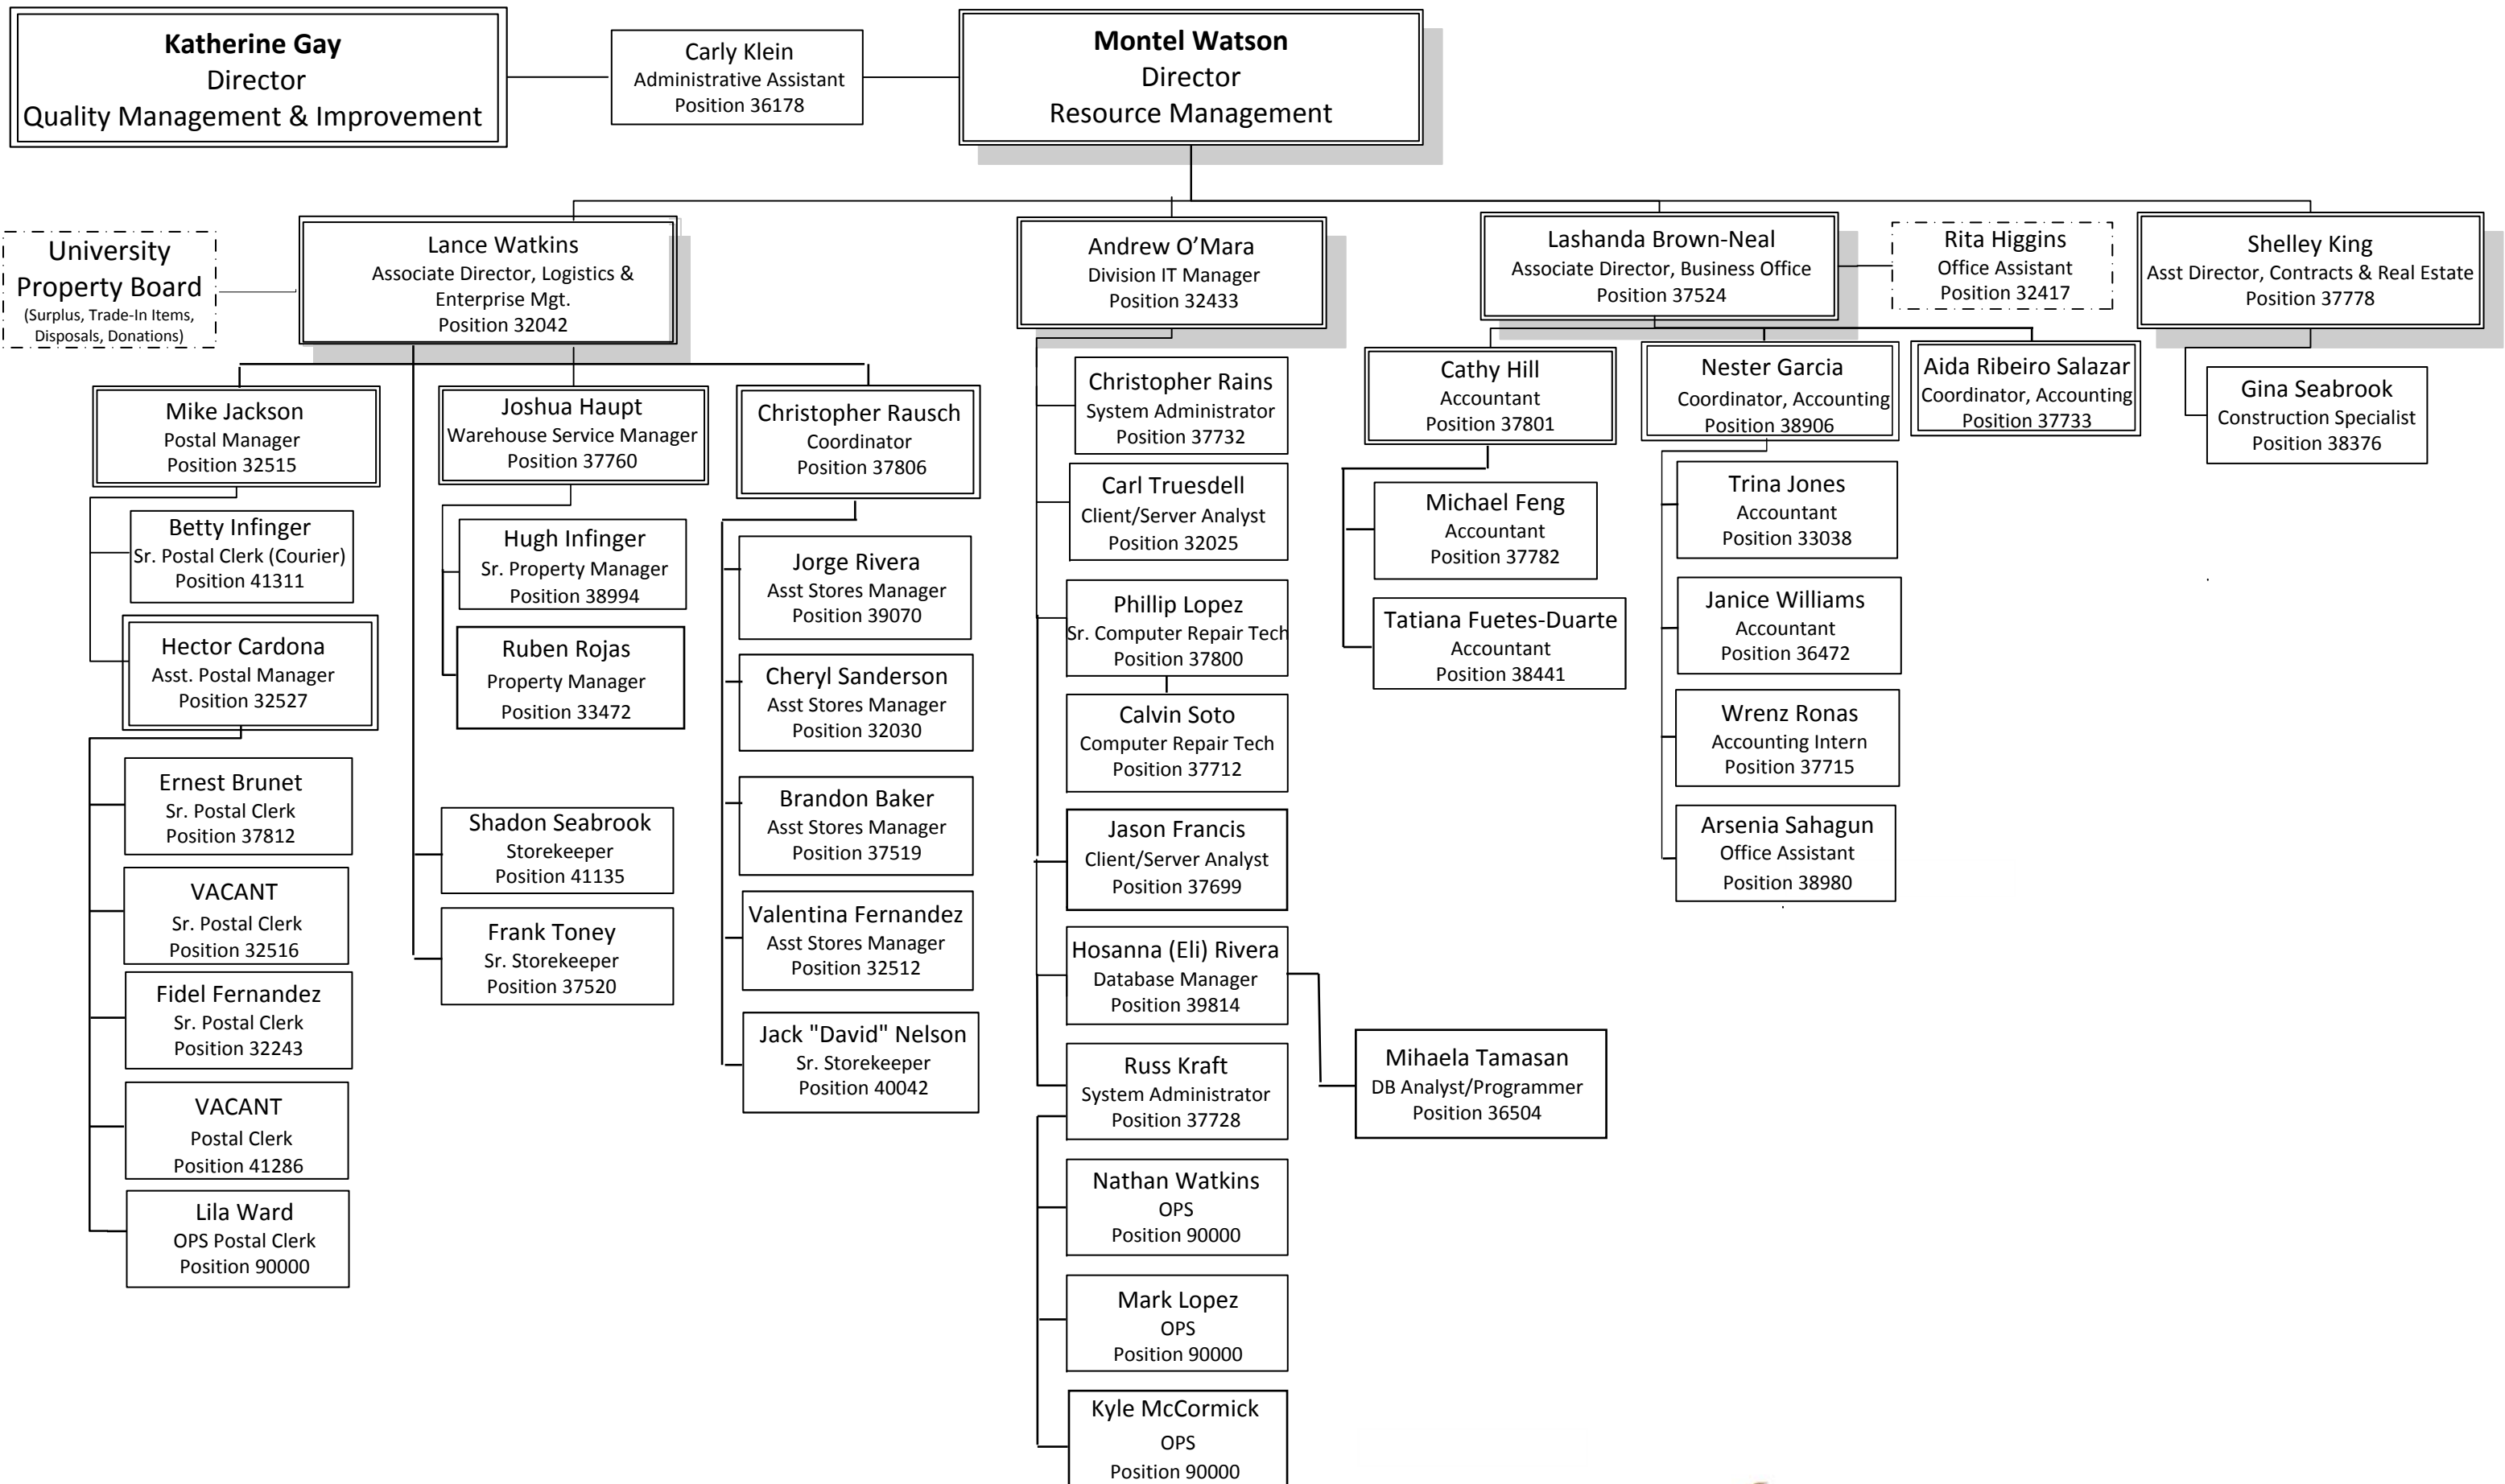 Katherine Gay
Director
Quality Management & Improvement
Carly Klein
Administrative Assistant
Position 36178
Montel Watson
Director
Resource Management
University
Property Board
(Surplus, Trade-In Items,
Disposals, Donations)
Lance Watkins
Associate Director, Logistics &
Enterprise Mgt.
Position 32042
Andrew O’Mara
Division IT Manager
Position 32433
Lashanda Brown-Neal
Associate Director, Business Office
Position 37524
Rita Higgins
Office Assistant
Position 32417
Shelley King
Asst Director, Contracts & Real Estate
Position 37778
Mike Jackson
Postal Manager
Position 32515
Betty Infinger
Sr. Postal Clerk (Courier)
Position 41311
Hector Cardona
Asst. Postal Manager
Position 32527
Ernest Brunet
Sr. Postal Clerk
Position 37812
VACANT
Sr. Postal Clerk
Position 32516
Fidel Fernandez
Sr. Postal Clerk
Position 32243
VACANT
Postal Clerk
Position 41286
Lila Ward
OPS Postal Clerk
Position 90000
Joshua Haupt
Warehouse Service Manager
Position 37760
Hugh Infinger
Sr. Property Manager
Position 38994
Ruben Rojas
Property Manager
Position 33472
Shadon Seabrook
Storekeeper
Position 41135
Frank Toney
Sr. Storekeeper
Position 37520
Christopher Rausch
Coordinator
Position 37806
Jorge Rivera
Asst Stores Manager
Position 39070
Cheryl Sanderson
Asst Stores Manager
Position 32030
Brandon Baker
Asst Stores Manager
Position 37519
Valentina Fernandez
Asst Stores Manager
Position 32512
Jack "David" Nelson
Sr. Storekeeper
Position 40042
Christopher Rains
System Administrator
Position 37732
Carl Truesdell
Client/Server Analyst
Position 32025
Phillip Lopez
Sr. Computer Repair Tech
Position 37800
Calvin Soto
Computer Repair Tech
Position 37712
Jason Francis
Client/Server Analyst
Position 37699
Hosanna (Eli) Rivera
Database Manager
Position 39814
Russ Kraft
System Administrator
Position 37728
Nathan Watkins
OPS
Position 90000
Mark Lopez
OPS
Position 90000
Kyle McCormick
OPS
Position 90000
Mihaela Tamasan
DB Analyst/Programmer
Position 36504
Cathy Hill
Accountant
Position 37801
Michael Feng
Accountant
Position 37782
Tatiana Fuetes-Duarte
Accountant
Position 38441
Nester Garcia
Coordinator, Accounting
Position 38906
Trina Jones
Accountant
Position 33038
Janice Williams
Accountant
Position 36472
Wrenz Ronas
Accounting Intern
Position 37715
Arsenia Sahagun
Office Assistant
Position 38980
Aida Ribeiro Salazar
Coordinator, Accounting
Position 37733
Gina Seabrook
Construction Specialist
Position 38376